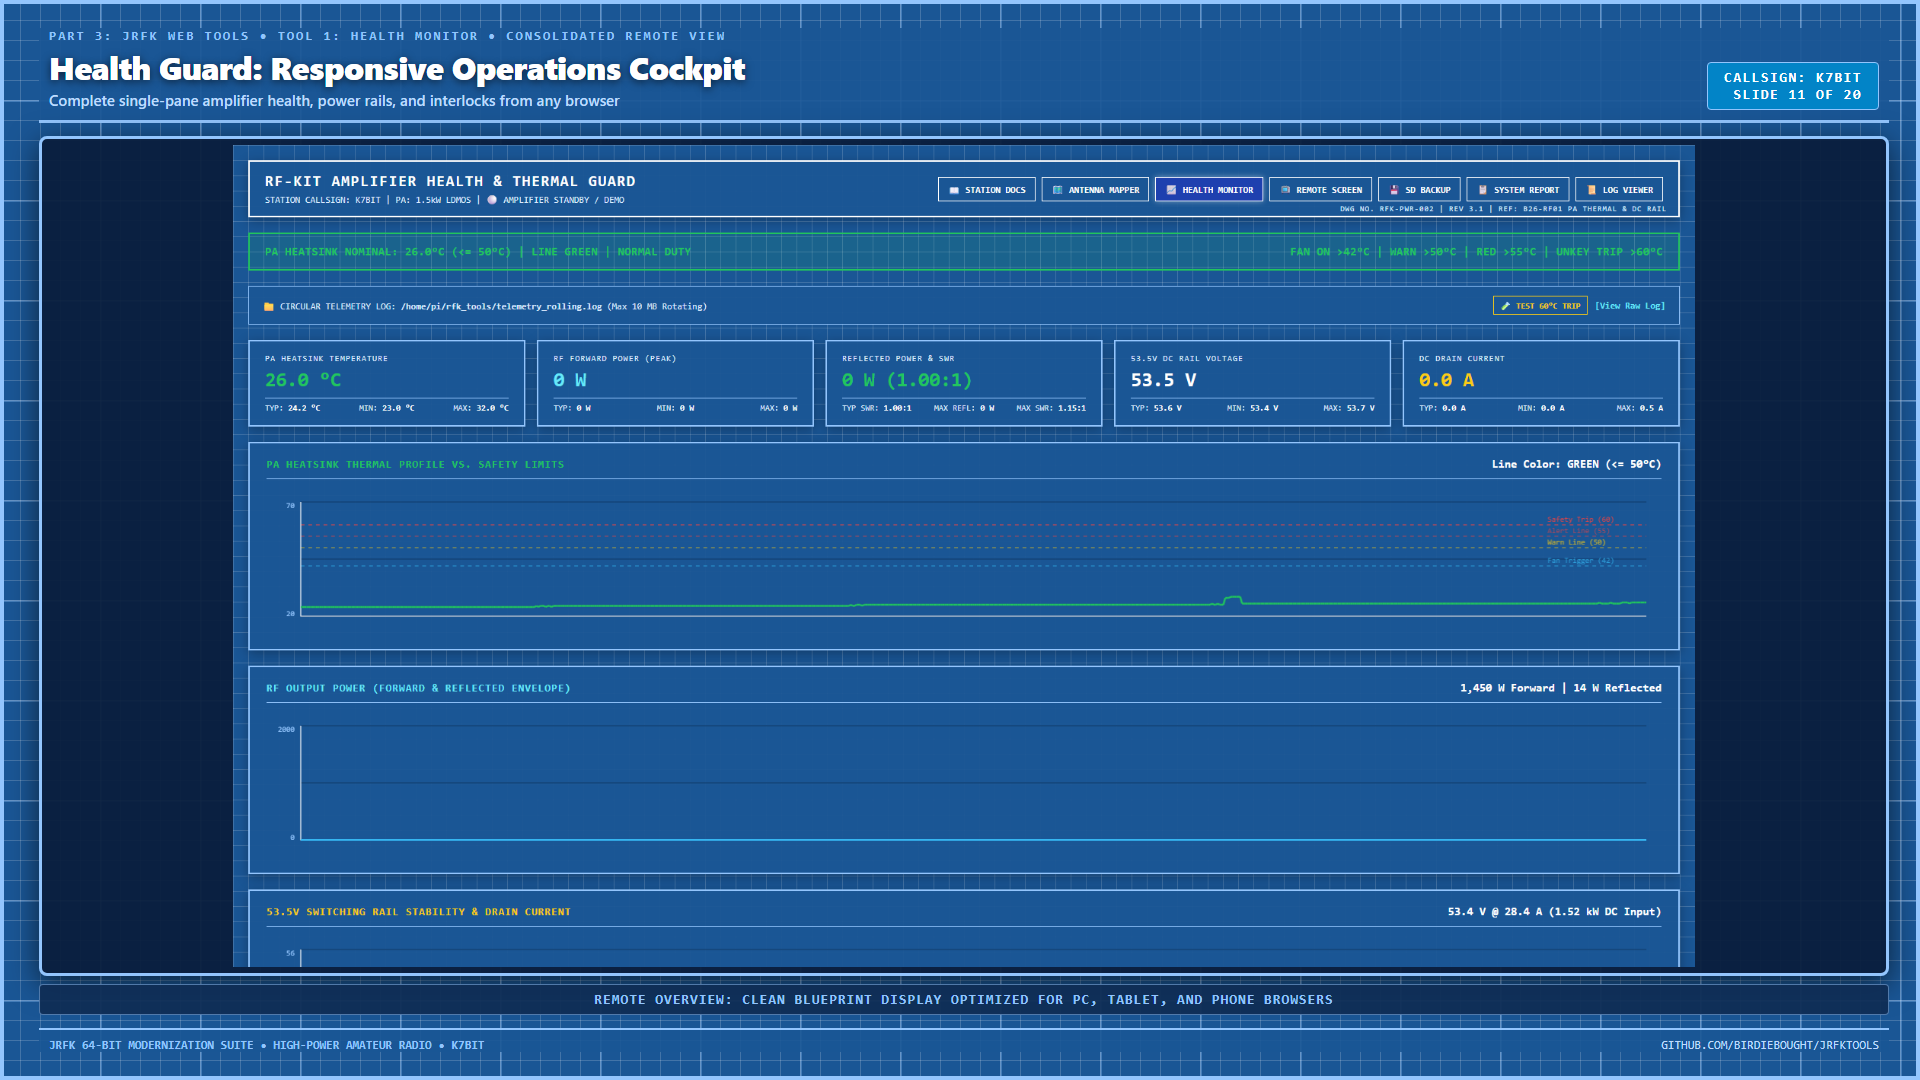 PART 3: JRFK WEB TOOLS • TOOL 1: HEALTH MONITOR • CONSOLIDATED REMOTE VIEW
Health Guard: Responsive Operations Cockpit
Complete single-pane amplifier health, power rails, and interlocks from any browser
CALLSIGN: K7BIT
SLIDE 11 OF 20
RF-KIT AMPLIFIER HEALTH & THERMAL GUARD
STATION CALLSIGN: K7BIT | PA: 1.5kW LDMOS | AMPLIFIER STANDBY / DEMO
STATION DOCS
ANTENNA MAPPER
HEALTH MONITOR
REMOTE SCREEN
SD BACKUP
SYSTEM REPORT
LOG VIEWER
DWG NO. RFK-PWR-002 | REV 3.1 | REF: B26-RF01 PA THERMAL & DC RAIL
PA HEATSINK NOMINAL: 26.0°C (<= 50°C) | LINE GREEN | NORMAL DUTY
FAN ON >42°C | WARN >50°C | RED >55°C | UNKEY TRIP >60°C
CIRCULAR TELEMETRY LOG: /home/pi/rfk_tools/telemetry_rolling.log (Max 10 MB Rotating)
TEST 60°C TRIP
[View Raw Log]
PA HEATSINK TEMPERATURE
26.0 °C
TYP: 24.2 °C MIN: 23.0 °C MAX: 32.0 °C
RF FORWARD POWER (PEAK)
0 W
TYP: 0 W MIN: 0 W MAX: 0 W
REFLECTED POWER & SWR
0 W (1.00:1)
TYP SWR: 1.00:1 MAX REFL: 0 W MAX SWR: 1.15:1
53.5V DC RAIL VOLTAGE
53.5 V
TYP: 53.6 V MIN: 53.4 V MAX: 53.7 V
DC DRAIN CURRENT
0.0 A
TYP: 0.0 A MIN: 0.0 A MAX: 0.5 A
PA HEATSINK THERMAL PROFILE VS. SAFETY LIMITS
Line Color: GREEN (<= 50°C)
70
Safety Trip (60)
Alert Line (55)
Warn Line (50)
Fan Trigger (42)
20
RF OUTPUT POWER (FORWARD & REFLECTED ENVELOPE)
1,450 W Forward | 14 W Reflected
2000
0
53.5V SWITCHING RAIL STABILITY & DRAIN CURRENT
53.4 V @ 28.4 A (1.52 kW DC Input)
56
REMOTE OVERVIEW: CLEAN BLUEPRINT DISPLAY OPTIMIZED FOR PC, TABLET, AND PHONE BROWSERS
JRFK 64-BIT MODERNIZATION SUITE • HIGH-POWER AMATEUR RADIO • K7BIT
GITHUB.COM/BIRDIEBOUGHT/JRFKTOOLS